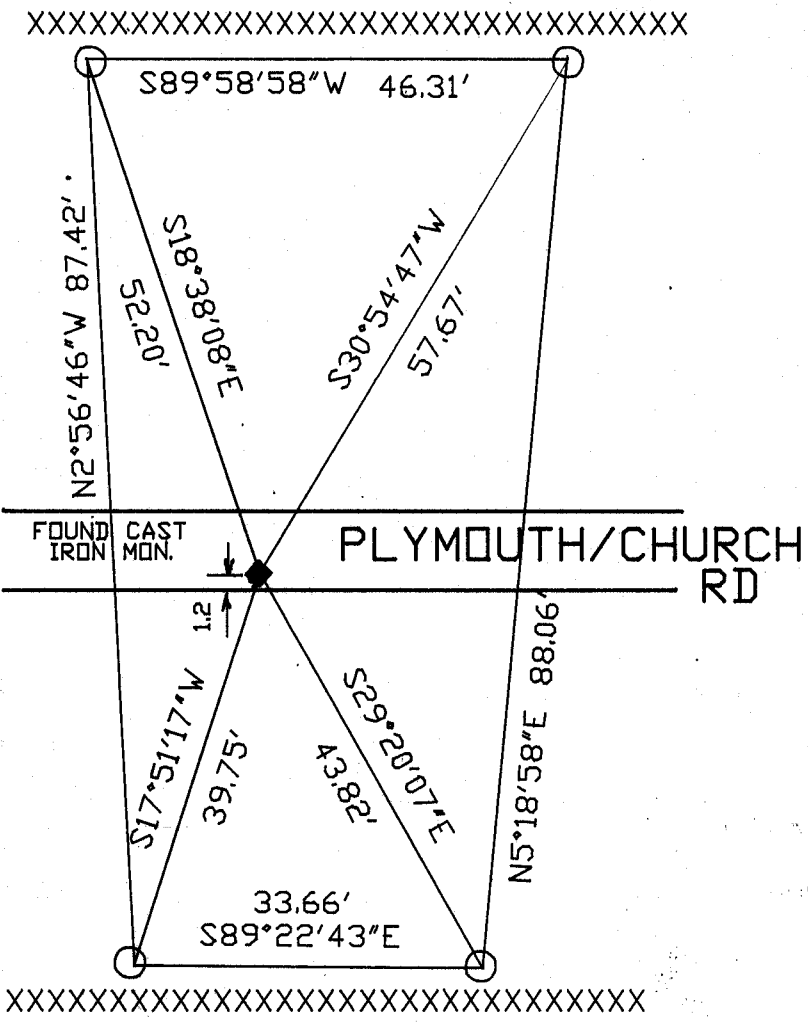 XXXXXXXXXXXXXXXXXXXXXXXXXXXXXXXXXX
S89°58'58"W 46.31'
N2°56'46"W 87.42'
S18°38'08"E
52.20'
S30°54'47"W
57.67'
FOUND CAST
IRON MON.
PLYMOUTH/CHURCH
RD
1.2
S17°51'17"W
39.75'
S29°20'07"E
43.82'
N5°18'58"E 88.06'
33.66'
S89°22'43"E
XXXXXXXXXXXXXXXXXXXXXXXXXXXXXXXXX